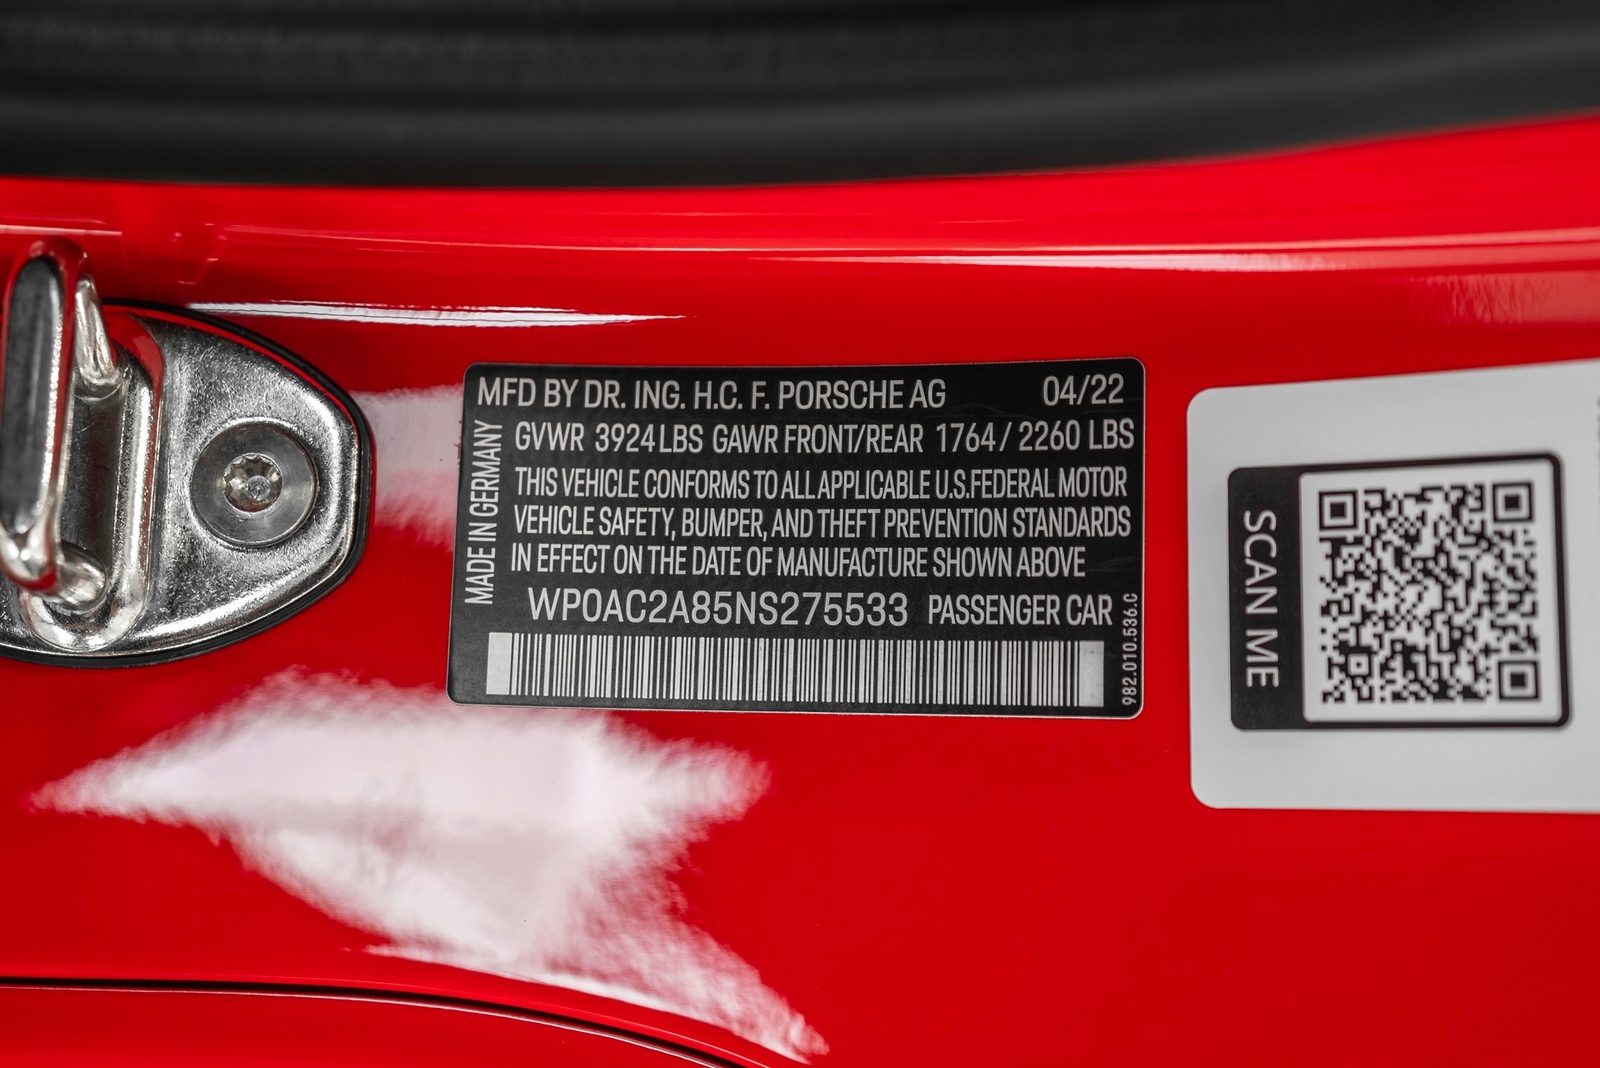 MFD BY DR. ING. H.C. F. PORSCHE AG 04/22
GVWR 3924 LBS GAWR FRONT/REAR 1764 / 2260 LBS
THIS VEHICLE CONFORMS TO ALL APPLICABLE U.S.FEDERAL MOTOR
VEHICLE SAFETY, BUMPER, AND THEFT PREVENTION STANDARDS
IN EFFECT ON THE DATE OF MANUFACTURE SHOWN ABOVE
WP0AC2A85NS275533 PASSENGER CAR
MADE IN GERMANY
982.010.536.C
SCAN ME